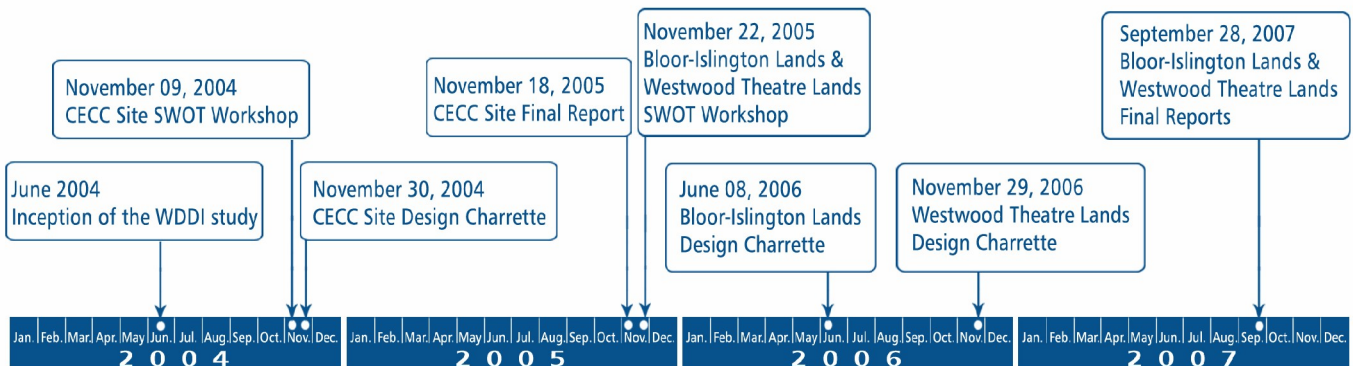 November 09, 2004
CECC Site SWOT Workshop
June 2004
Inception of the WDDI study
November 30, 2004
CECC Site Design Charrette
November 18, 2005
CECC Site Final Report
November 22, 2005
Bloor-Islington Lands &
Westwood Theatre Lands
SWOT Workshop
June 08, 2006
Bloor-Islington Lands
Design Charrette
November 29, 2006
Westwood Theatre Lands
Design Charrette
September 28, 2007
Bloor-Islington Lands &
Westwood Theatre Lands
Final Reports
Jan. Feb. Mar. Apr. May Jun. Jul. Aug. Sep. Oct. Nov. Dec.
2004
Jan. Feb. Mar. Apr. May Jun. Jul. Aug. Sep. Oct. Nov. Dec.
2005
Jan. Feb. Mar. Apr. May Jun. Jul. Aug. Sep. Oct. Nov. Dec.
2006
Jan. Feb. Mar. Apr. May Jun. Jul. Aug. Sep. Oct. Nov. Dec.
2007